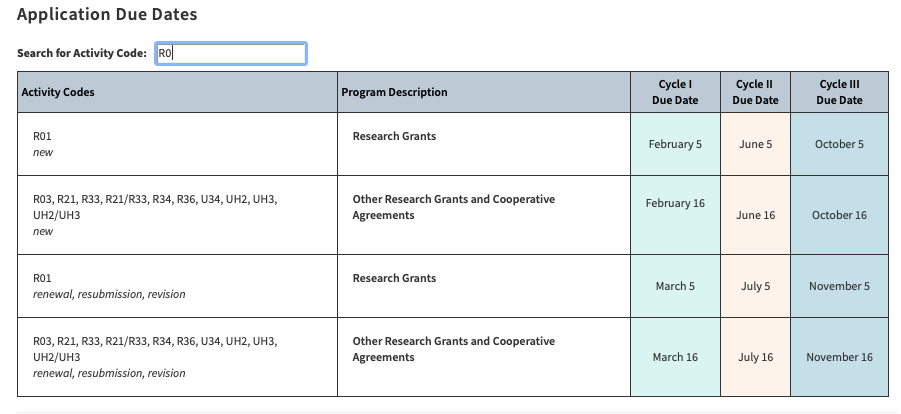 Application Due Dates
Search for Activity Code: R0
Activity Codes Program Description Cycle I Due Date Cycle II Due Date Cycle III Due Date
R01 Research Grants February 5 June 5 October 5
new
R03, R21, R33, R21/R33, R34, R36, U34, UH2, UH3, Other Research Grants and Cooperative February 16 June 16 October 16
UH2/UH3 Agreements
new
R01 Research Grants March 5 July 5 November 5
renewal, resubmission, revision
R03, R21, R33, R21/R33, R34, R36, U34, UH2, UH3, Other Research Grants and Cooperative March 16 July 16 November 16
UH2/UH3 Agreements
renewal, resubmission, revision